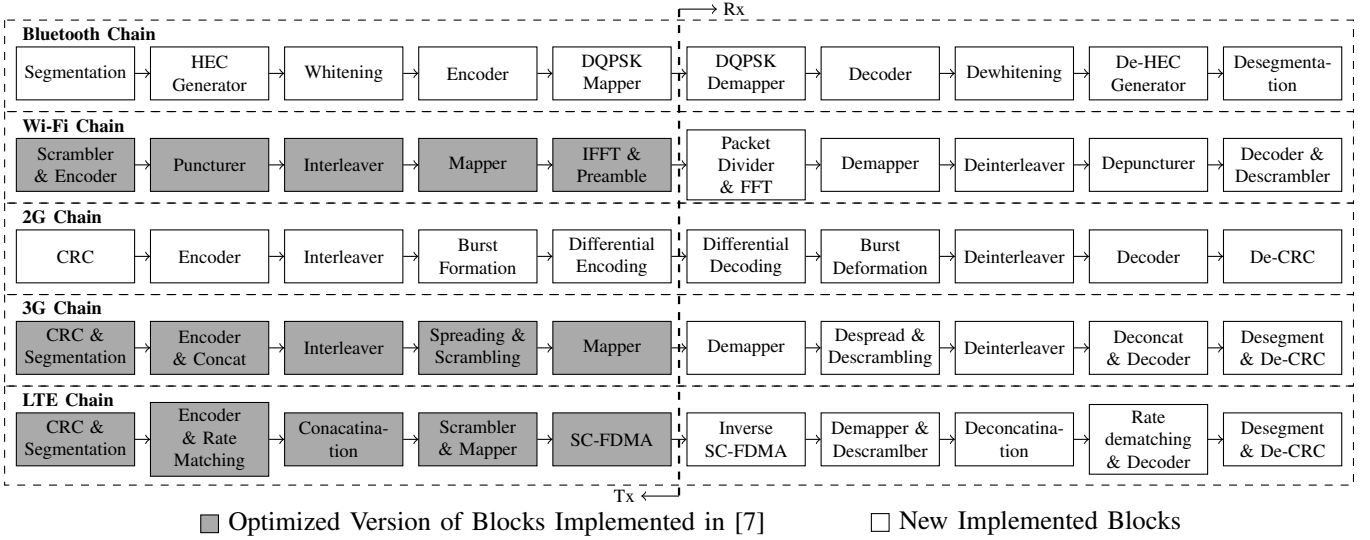 Rx
Bluetooth Chain
Segmentation
HEC
Generator
Whitening
Encoder
DQPSK
Mapper
DQPSK
Demapper
Decoder
Dewhitening
De-HEC
Generator
Desegmenta-
tion
Wi-Fi Chain
Scrambler
& Encoder
Puncturer
Interleaver
Mapper
IFFT &
Preamble
Packet
Divider
& FFT
Demapper
Deinterleaver
Depuncturer
Decoder &
Descrambler
2G Chain
CRC
Encoder
Interleaver
Burst
Formation
Differential
Encoding
Differential
Decoding
Burst
Deformation
Deinterleaver
Decoder
De-CRC
3G Chain
CRC &
Segmentation
Encoder
& Concat
Interleaver
Spreading &
Scrambling
Mapper
Demapper
Despread &
Descrambling
Deinterleaver
Deconcat
& Decoder
Desegment
& De-CRC
LTE Chain
CRC &
Segmentation
Encoder
& Rate
Matching
Conacatina-
tion
Scrambler
& Mapper
SC-FDMA
Inverse
SC-FDMA
Demapper &
Descramlber
Deconcatina-
tion
Rate
dematching
& Decoder
Desegment
& De-CRC
Tx
Optimized Version of Blocks Implemented in [7]
New Implemented Blocks